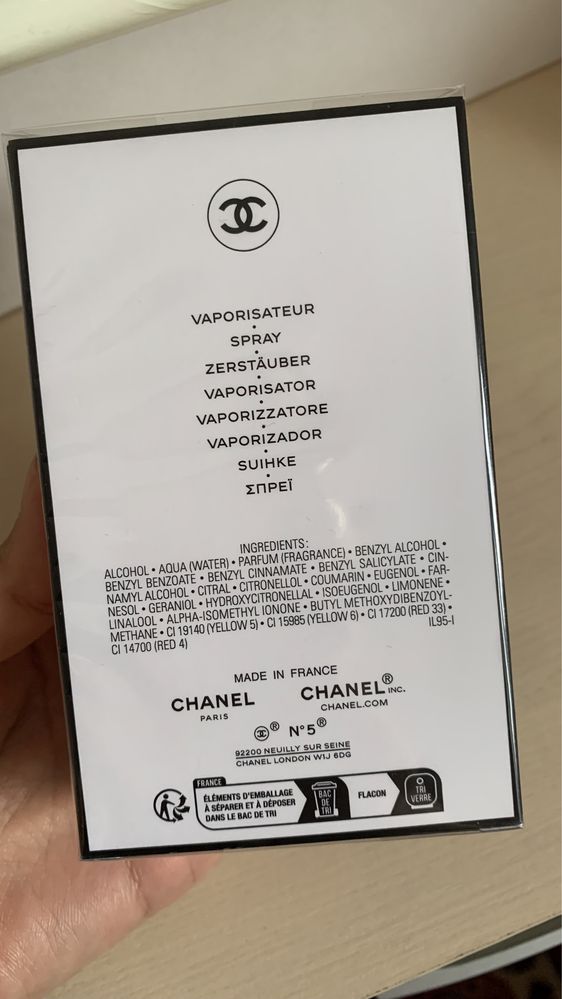 VAPORISATEUR
•
SPRAY
•
ZERSTÄUBER
•
VAPORISATOR
•
VAPORIZZATORE
•
VAPORIZADOR
•
SUIHKE
•
ΣΠΡΕΪ
INGREDIENTS:
ALCOHOL • AQUA (WATER) • PARFUM (FRAGRANCE) • BENZYL ALCOHOL •
BENZYL BENZOATE • BENZYL CINNAMATE • BENZYL SALICYLATE • CIN-
NAMYL ALCOHOL • CITRAL • CITRONELLOL • COUMARIN • EUGENOL • FAR-
NESOL • GERANIOL • HYDROXYCITRONELLAL • ISOEUGENOL • LIMONENE •
LINALOOL • ALPHA-ISOMETHYL IONONE • BUTYL METHOXYDIBENZOYL-
METHANE • CI 19140 (YELLOW 5) • CI 15985 (YELLOW 6) • CI 17200 (RED 33) •
CI 14700 (RED 4) IL95-I
MADE IN FRANCE
CHANEL CHANEL® INC.
PARIS CHANEL.COM
® N°5®
92200 NEUILLY SUR SEINE
CHANEL LONDON W1J 6DG
FRANCE
ÉLÉMENTS D'EMBALLAGE
À SÉPARER ET À DÉPOSER
DANS LE BAC DE TRI
BAC
DE
TRI
FLACON
TRI
VERRE